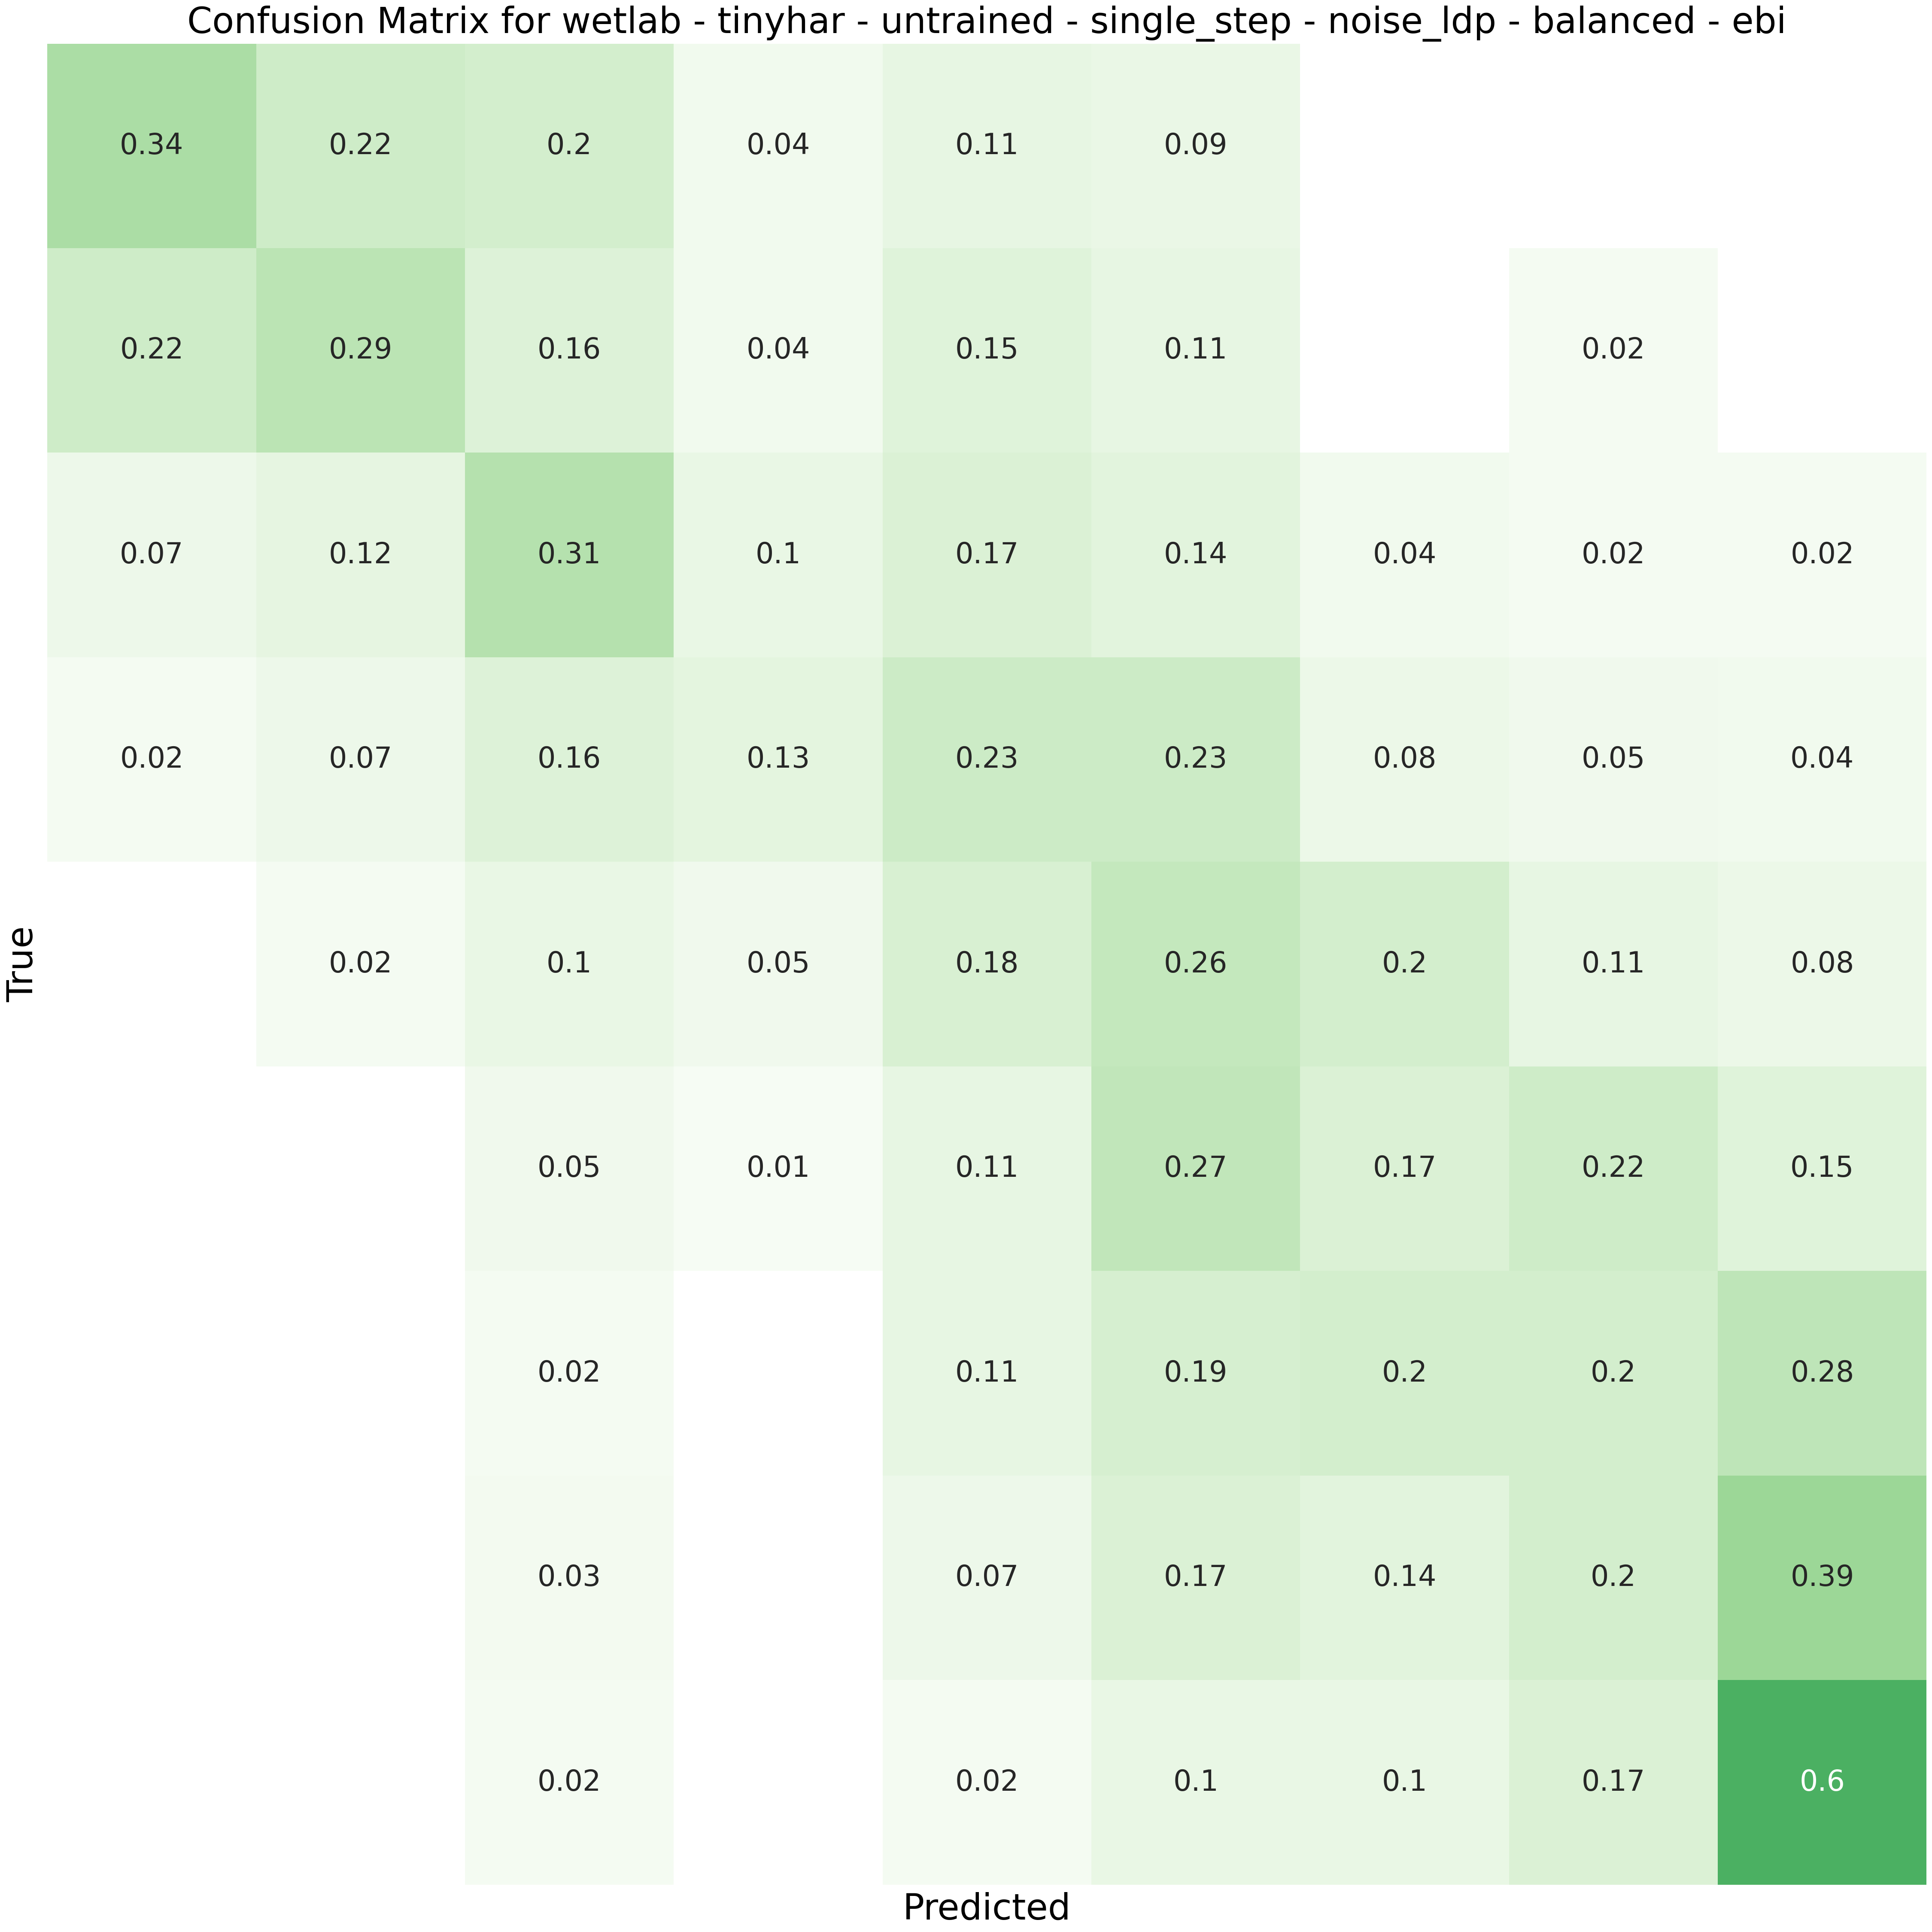 Confusion Matrix for wetlab - tinyhar - untrained - single_step - noise_ldp - balanced - ebi
0.34 0.22 0.2 0.04 0.11 0.09
0.22 0.29 0.16 0.04 0.15 0.11 0.02
0.07 0.12 0.31 0.1 0.17 0.14 0.04 0.02 0.02
0.02 0.07 0.16 0.13 0.23 0.23 0.08 0.05 0.04
True
0.02 0.1 0.05 0.18 0.26 0.2 0.11 0.08
0.05 0.01 0.11 0.27 0.17 0.22 0.15
0.02 0.11 0.19 0.2 0.2 0.28
0.03 0.07 0.17 0.14 0.2 0.39
0.02 0.02 0.1 0.1 0.17 0.6
Predicted